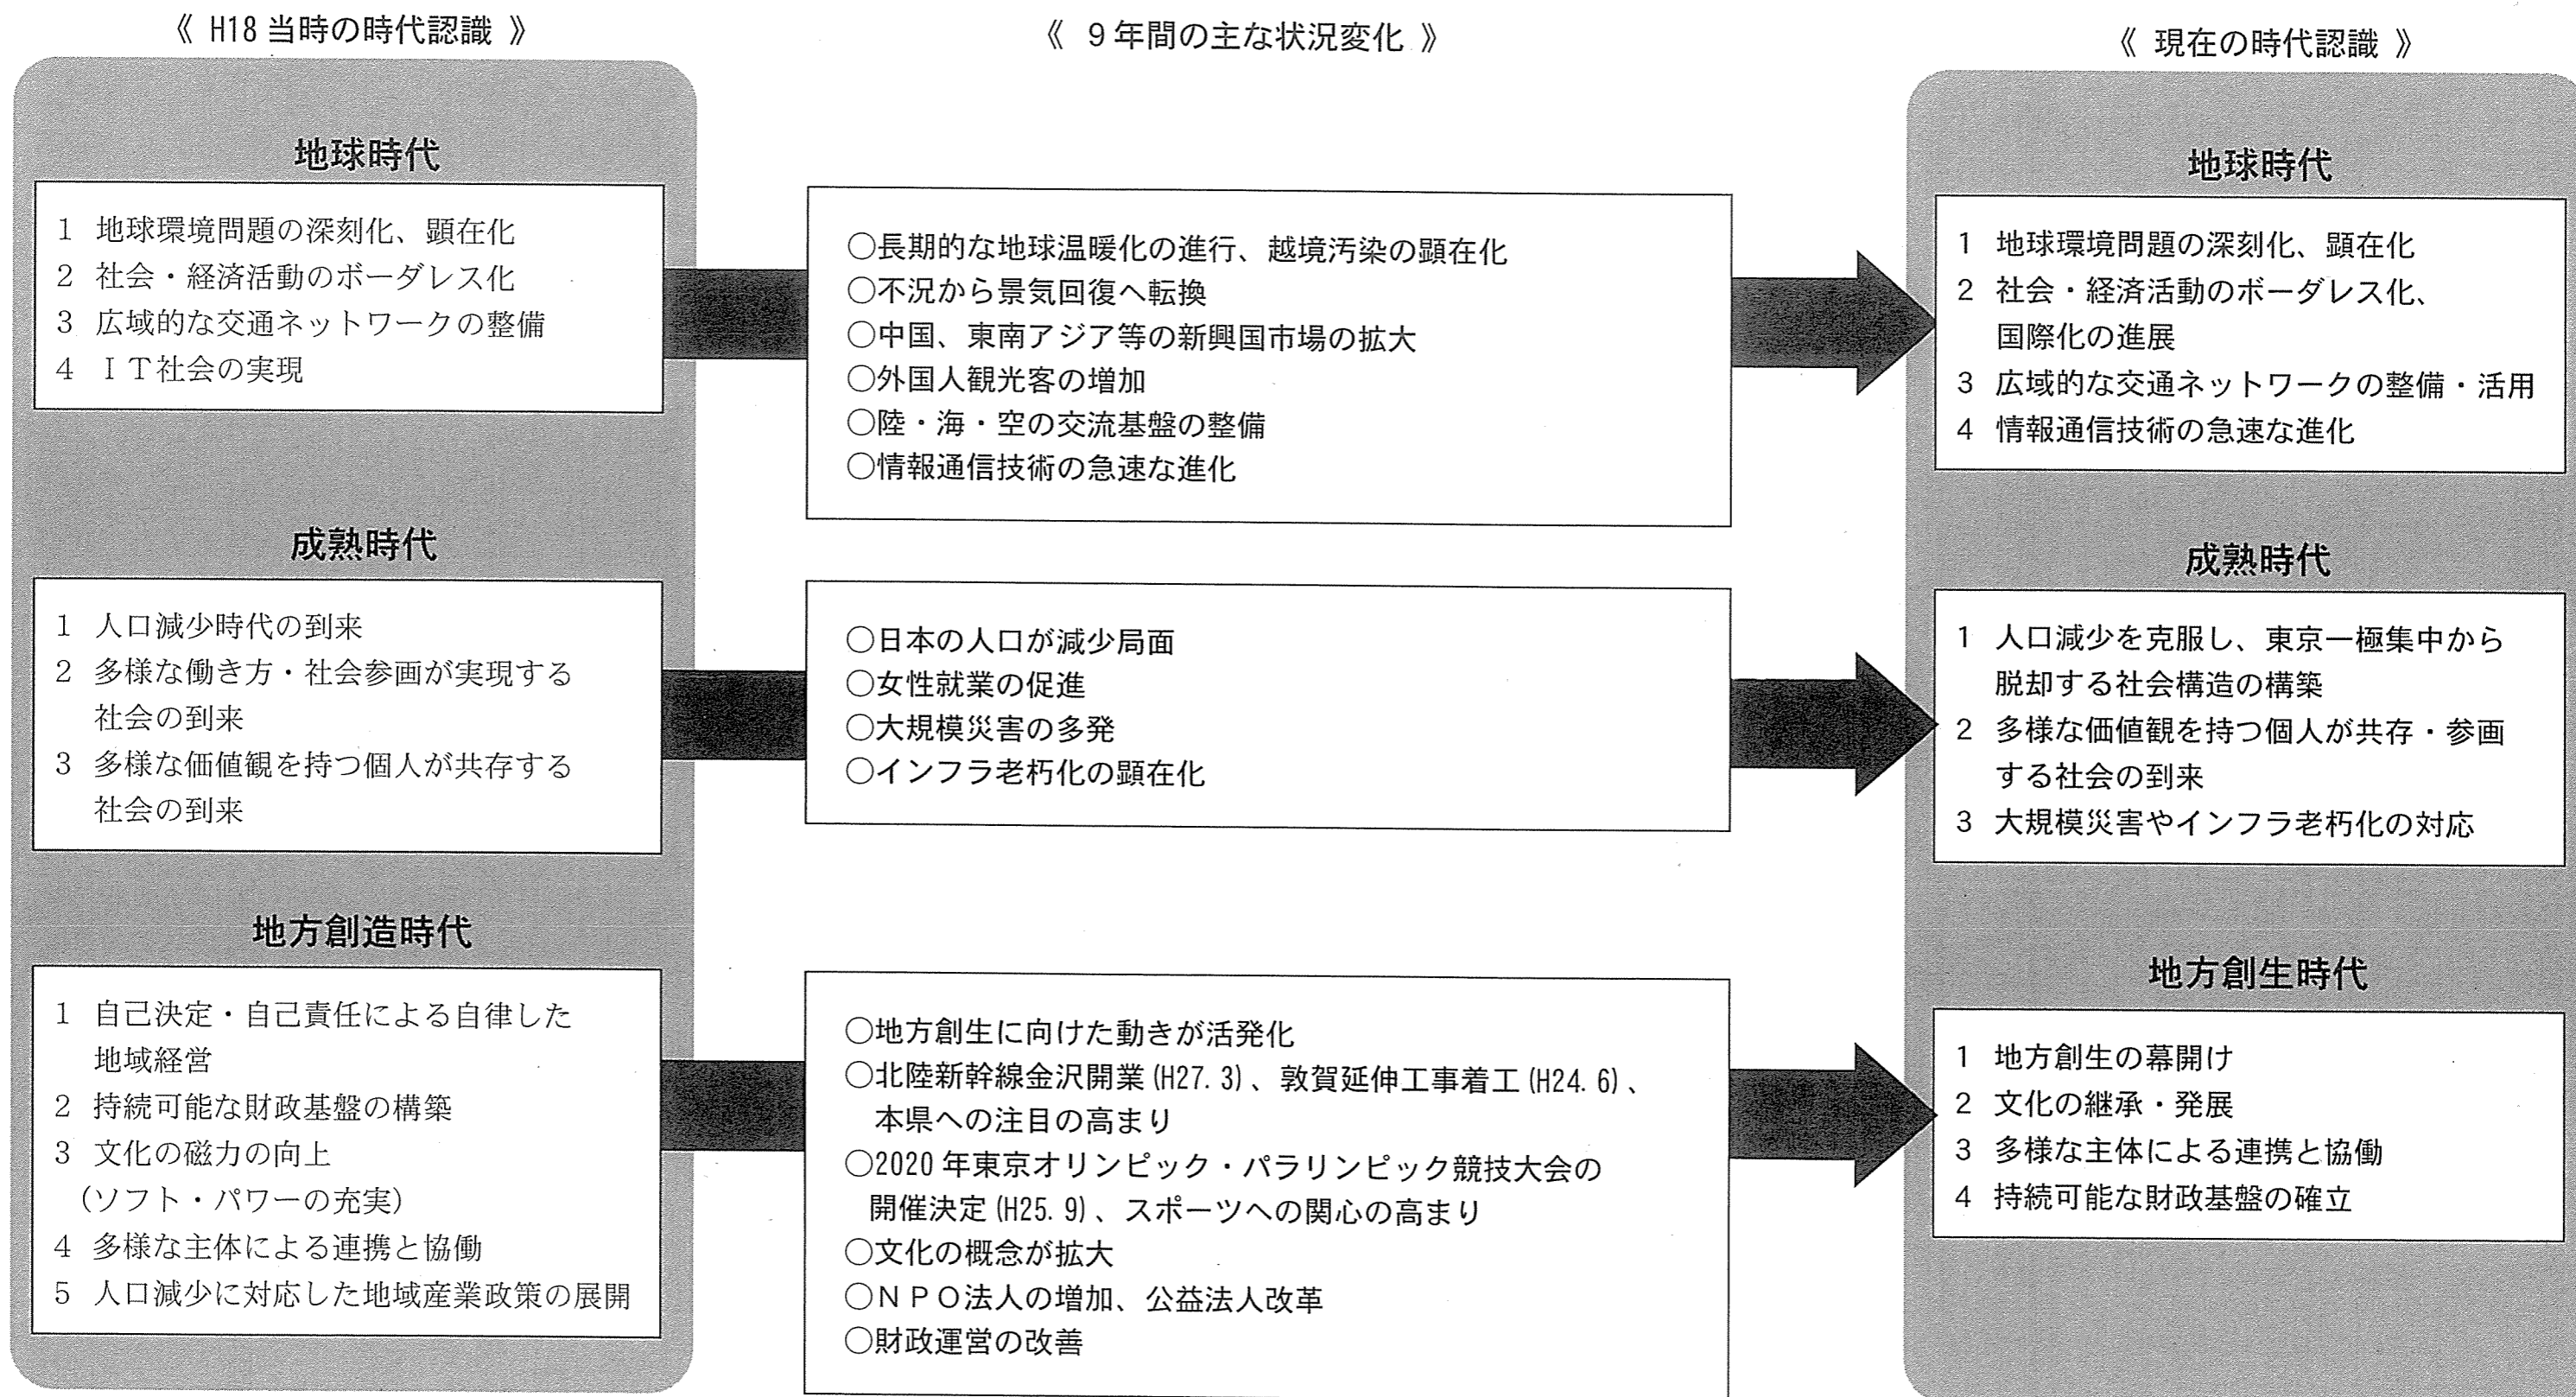 《 H18 当時の時代認識 》
地球時代
1 地球環境問題の深刻化、顕在化
2 社会・経済活動のボーダレス化
3 広域的な交通ネットワークの整備
4 ＩＴ社会の実現
成熟時代
1 人口減少時代の到来
2 多様な働き方・社会参画が実現する
社会の到来
3 多様な価値観を持つ個人が共存する
社会の到来
地方創造時代
1 自己決定・自己責任による自律した
地域経営
2 持続可能な財政基盤の構築
3 文化の磁力の向上
（ソフト・パワーの充実）
4 多様な主体による連携と協働
5 人口減少に対応した地域産業政策の展開
《 9年間の主な状況変化 》
○長期的な地球温暖化の進行、越境汚染の顕在化
○不況から景気回復へ転換
○中国、東南アジア等の新興国市場の拡大
○外国人観光客の増加
○陸・海・空の交流基盤の整備
○情報通信技術の急速な進化
○日本の人口が減少局面
○女性就業の促進
○大規模災害の多発
○インフラ老朽化の顕在化
○地方創生に向けた動きが活発化
○北陸新幹線金沢開業(H27.3)、敦賀延伸工事着工(H24.6)、
本県への注目の高まり
○2020年東京オリンピック・パラリンピック競技大会の
開催決定(H25.9)、スポーツへの関心の高まり
○文化の概念が拡大
○ＮＰＯ法人の増加、公益法人改革
○財政運営の改善
《 現在の時代認識 》
地球時代
1 地球環境問題の深刻化、顕在化
2 社会・経済活動のボーダレス化、
国際化の進展
3 広域的な交通ネットワークの整備・活用
4 情報通信技術の急速な進化
成熟時代
1 人口減少を克服し、東京一極集中から
脱却する社会構造の構築
2 多様な価値観を持つ個人が共存・参画
する社会の到来
3 大規模災害やインフラ老朽化の対応
地方創生時代
1 地方創生の幕開け
2 文化の継承・発展
3 多様な主体による連携と協働
4 持続可能な財政基盤の確立